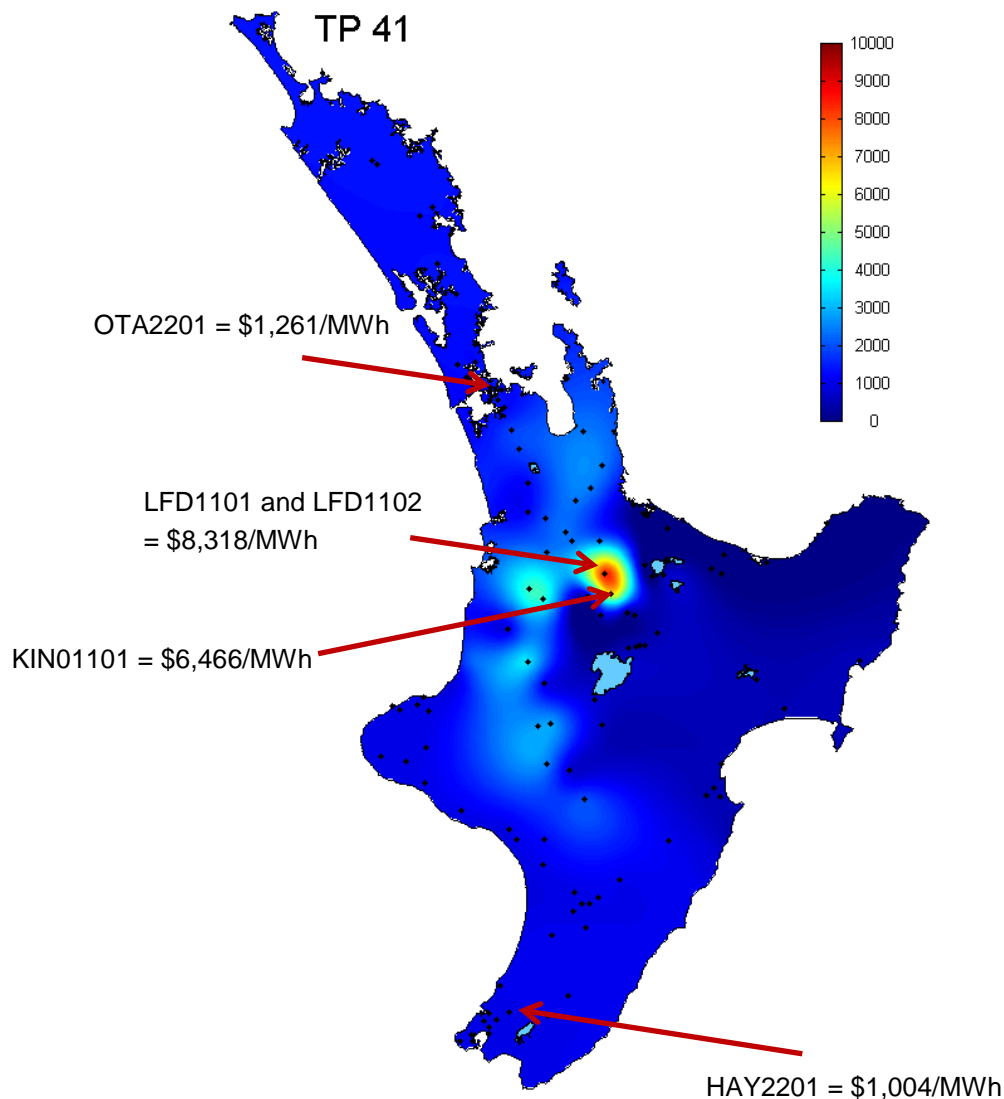 TP 41
10000
9000
8000
7000
6000
5000
4000
3000
2000
1000
0
OTA2201 = $1,261/MWh
LFD1101 and LFD1102
= $8,318/MWh
KIN01101 = $6,466/MWh
HAY2201 = $1,004/MWh